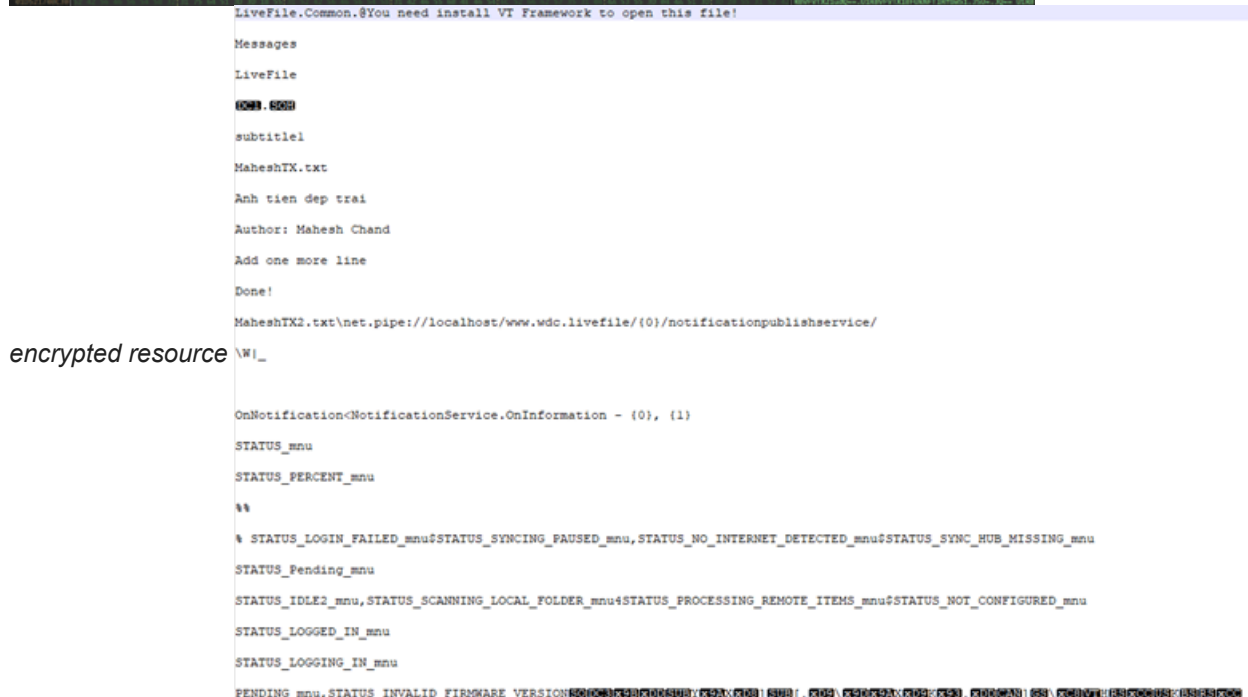 LiveFile.Common.@You need install VT Framework to open this file!
Messages
LiveFile
DC1.SOH
subtitle1
MaheshTX.txt
Anh tien dep trai
Author: Mahesh Chand
Add one more line
Done!
MaheshTX2.txt\net.pipe://localhost/www.wdc.livefile/{0}/notificationpublishservice/
encrypted resource \W|_
OnNotification<NotificationService.OnInformation - {0}, {1}
STATUS_mnu
STATUS_PERCENT_mnu
%%
% STATUS_LOGIN_FAILED_mnu$STATUS_SYNCING_PAUSED_mnu,STATUS_NO_INTERNET_DETECTED_mnu$STATUS_SYNC_HUB_MISSING_mnu
STATUS_Pending_mnu
STATUS_IDLE2_mnu,STATUS_SCANNING_LOCAL_FOLDER_mnu4STATUS_PROCESSING_REMOTE_ITEMS_mnu$STATUS_NOT_CONFIGURED_mnu
STATUS_LOGGED_IN_mnu
STATUS_LOGGING_IN_mnu
PENDING_mnu,STATUS_INVALID_FIRMWARE_VERSION